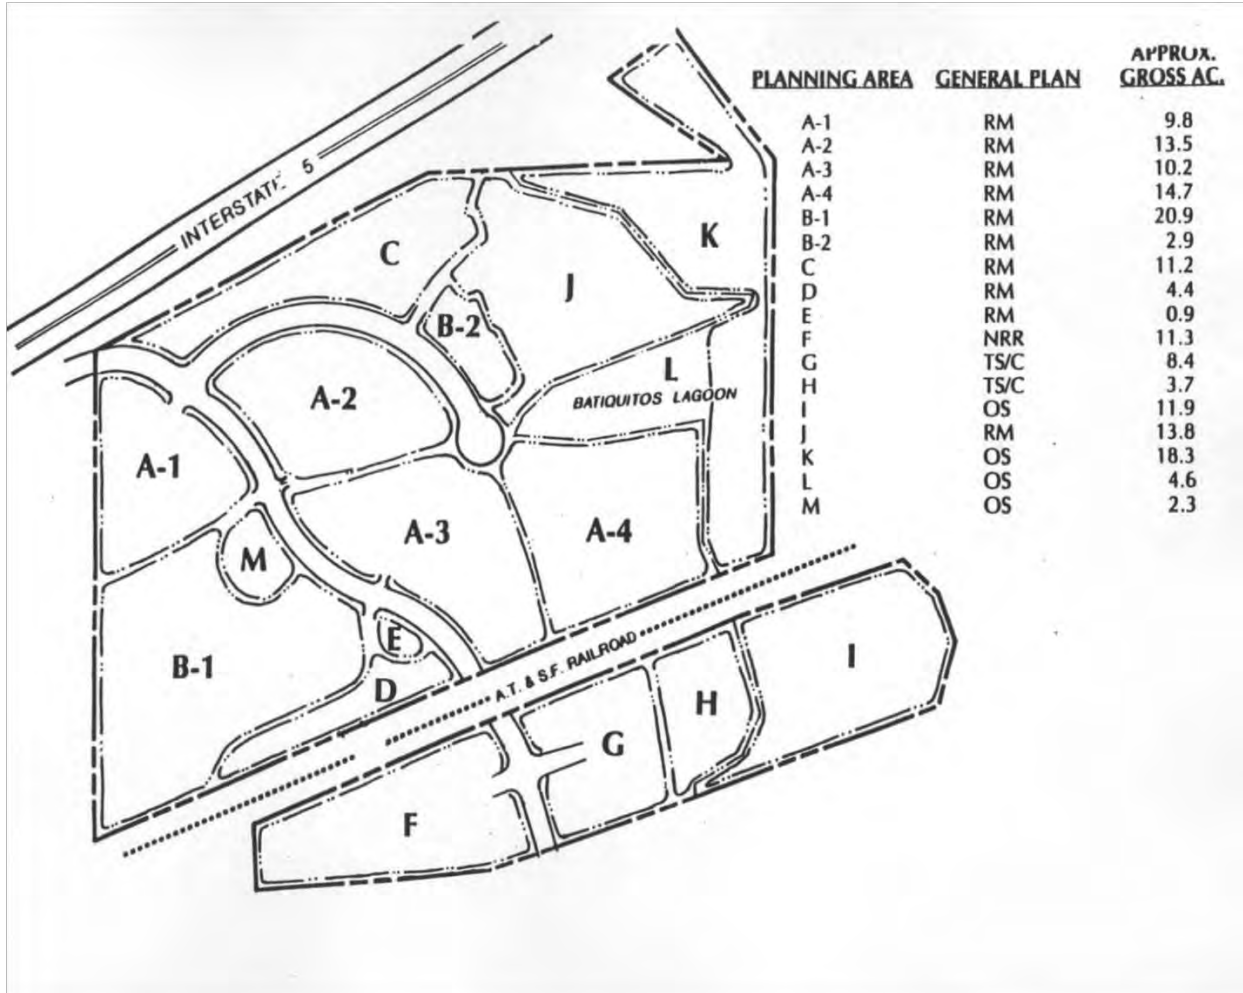 APPROX.
PLANNING AREA GENERAL PLAN GROSS AC.
A-1 RM 9.8
A-2 RM 13.5
A-3 RM 10.2
A-4 RM 14.7
B-1 RM 20.9
B-2 RM 2.9
C RM 11.2
D RM 4.4
E RM 0.9
F NRR 11.3
G TS/C 8.4
H TS/C 3.7
I OS 11.9
J RM 13.8
K OS 18.3
L OS 4.6
M OS 2.3
INTERSTATE 5
K
C
J
B-2
L
BATIQUITOS LAGOON
A-2
A-1
A-3
A-4
M
E
B-1
D
A.T. & S.F. RAILROAD
I
H
G
F